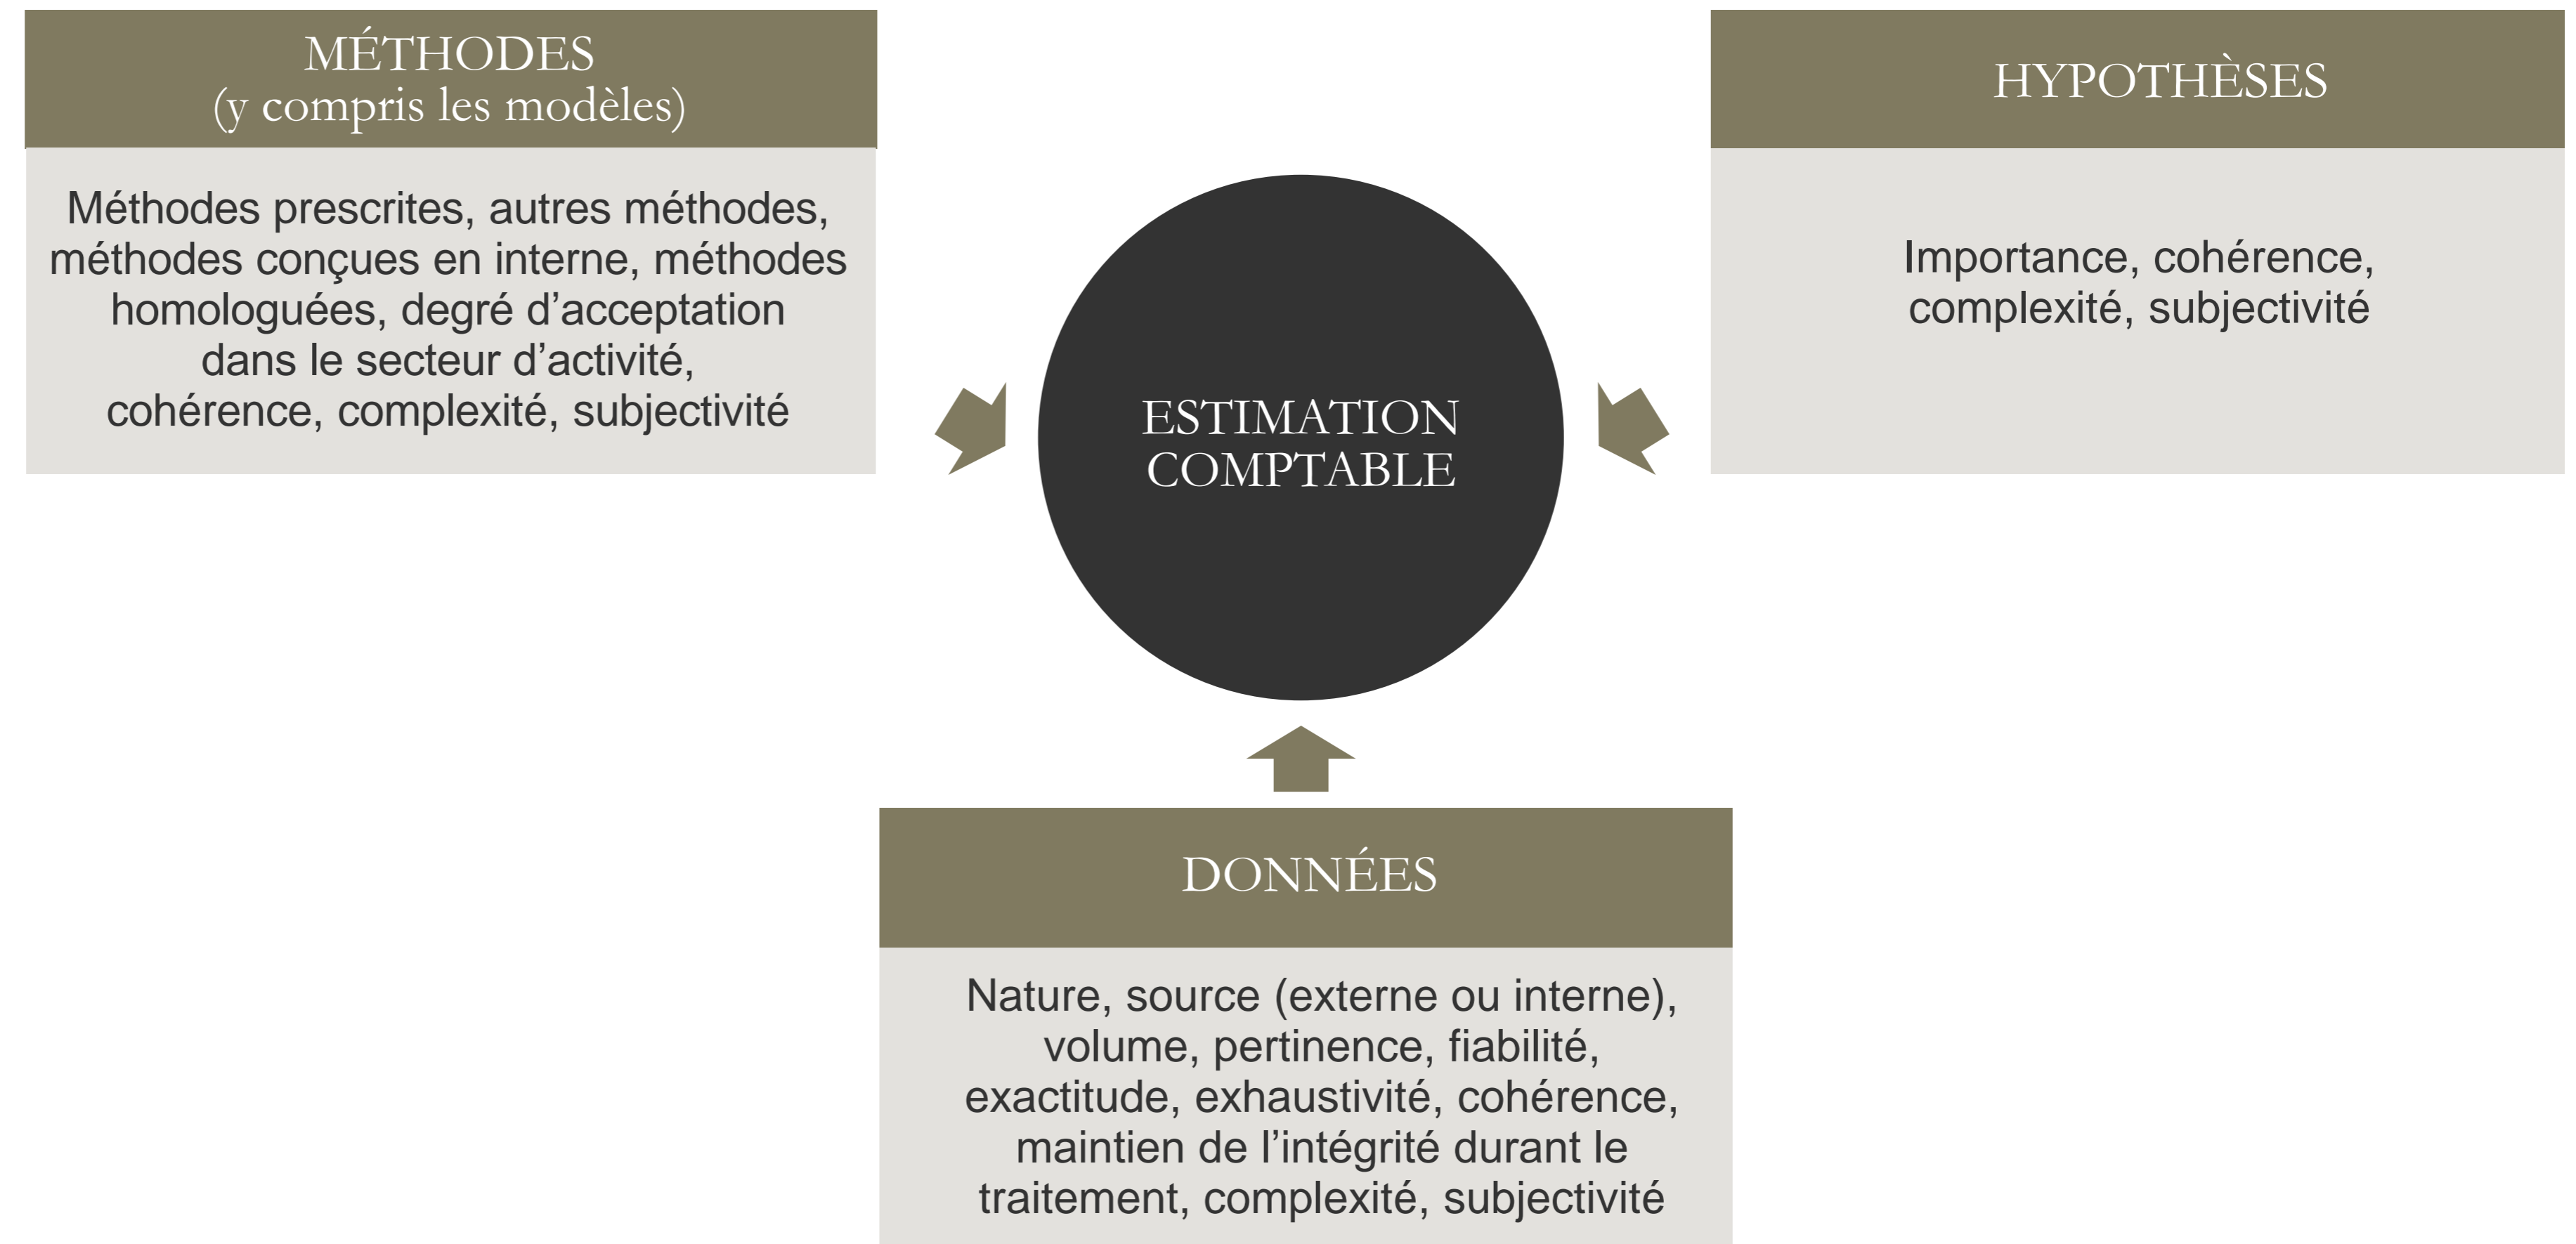 MÉTHODES
(y compris les modèles)
Méthodes prescrites, autres méthodes,
méthodes conçues en interne, méthodes
homologuées, degré d’acceptation
dans le secteur d’activité,
cohérence, complexité, subjectivité
HYPOTHÈSES
Importance, cohérence,
complexité, subjectivité
ESTIMATION
COMPTABLE
DONNÉES
Nature, source (externe ou interne),
volume, pertinence, fiabilité,
exactitude, exhaustivité, cohérence,
maintien de l’intégrité durant le
traitement, complexité, subjectivité